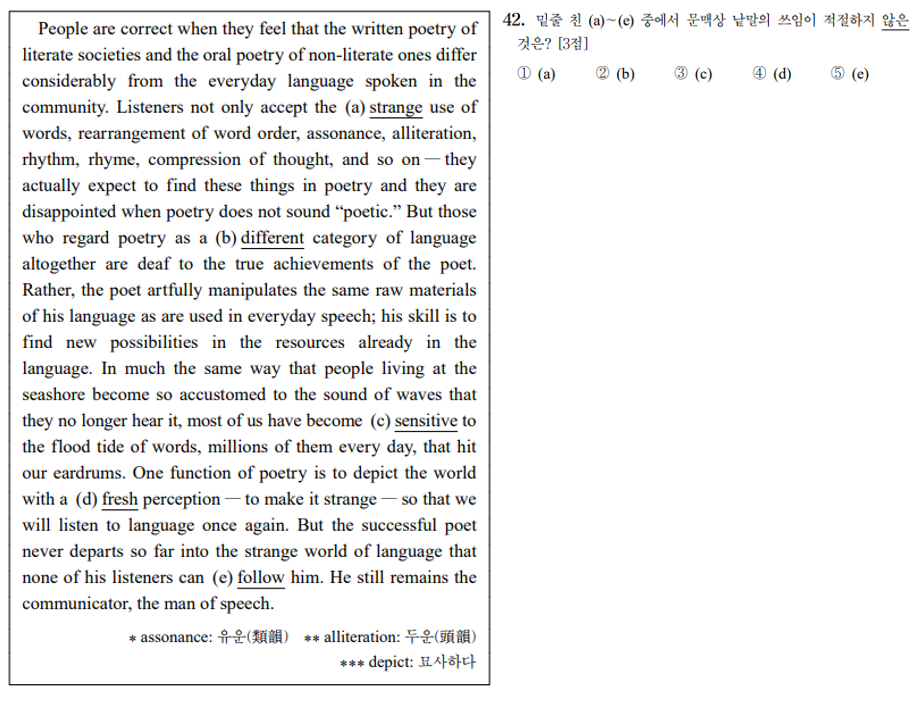 People are correct when they feel that the written poetry of
literate societies and the oral poetry of non-literate ones differ
considerably from the everyday language spoken in the
community. Listeners not only accept the (a) strange use of
words, rearrangement of word order, assonance, alliteration,
rhythm, rhyme, compression of thought, and so on — they
actually expect to find these things in poetry and they are
disappointed when poetry does not sound “poetic.” But those
who regard poetry as a (b) different category of language
altogether are deaf to the true achievements of the poet.
Rather, the poet artfully manipulates the same raw materials
of his language as are used in everyday speech; his skill is to
find new possibilities in the resources already in the
language. In much the same way that people living at the
seashore become so accustomed to the sound of waves that
they no longer hear it, most of us have become (c) sensitive to
the flood tide of words, millions of them every day, that hit
our eardrums. One function of poetry is to depict the world
with a (d) fresh perception — to make it strange — so that we
will listen to language once again. But the successful poet
never departs so far into the strange world of language that
none of his listeners can (e) follow him. He still remains the
communicator, the man of speech.
* assonance: 유운(類韻) ** alliteration: 두운(頭韻)
*** depict: 묘사하다
42. 밑줄 친 (a)~(e) 중에서 문맥상 낱말의 쓰임이 적절하지 않은
것은? [3점]
① (a) ② (b) ③ (c) ④ (d) ⑤ (e)